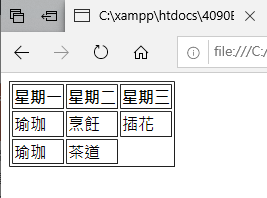 C:\xampp\htdocs\4090E
file:///C:/
星期一 星期二 星期三
瑜珈 烹飪 插花
瑜珈 茶道